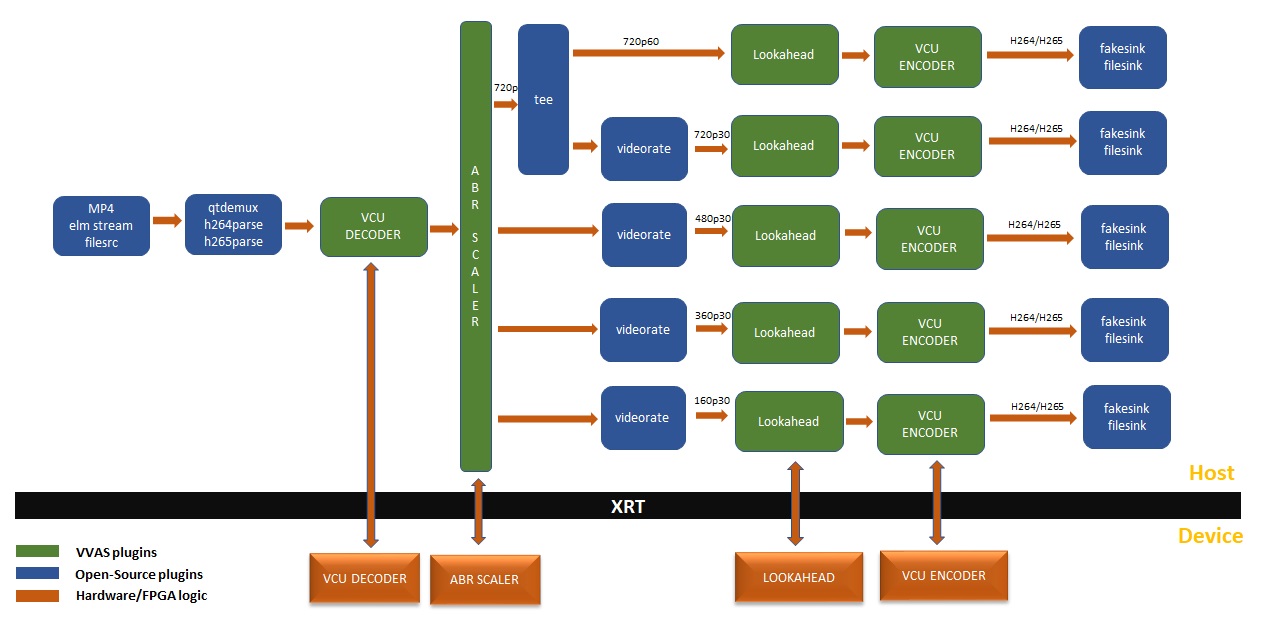 MP4
elm stream
filesrc
qtdemux
h264parse
h265parse
VCU
DECODER
A
B
R
S
C
A
L
E
R
720p
tee
720p60
Lookahead
VCU
ENCODER
H264/H265
fakesink
filesink
videorate
720p30
Lookahead
VCU
ENCODER
H264/H265
fakesink
filesink
videorate
480p30
Lookahead
VCU
ENCODER
H264/H265
fakesink
filesink
videorate
360p30
Lookahead
VCU
ENCODER
H264/H265
fakesink
filesink
videorate
160p30
Lookahead
VCU
ENCODER
H264/H265
fakesink
filesink
Host
XRT
Device
VVAS plugins
Open-Source plugins
Hardware/FPGA logic
VCU DECODER
ABR SCALER
LOOKAHEAD
VCU ENCODER